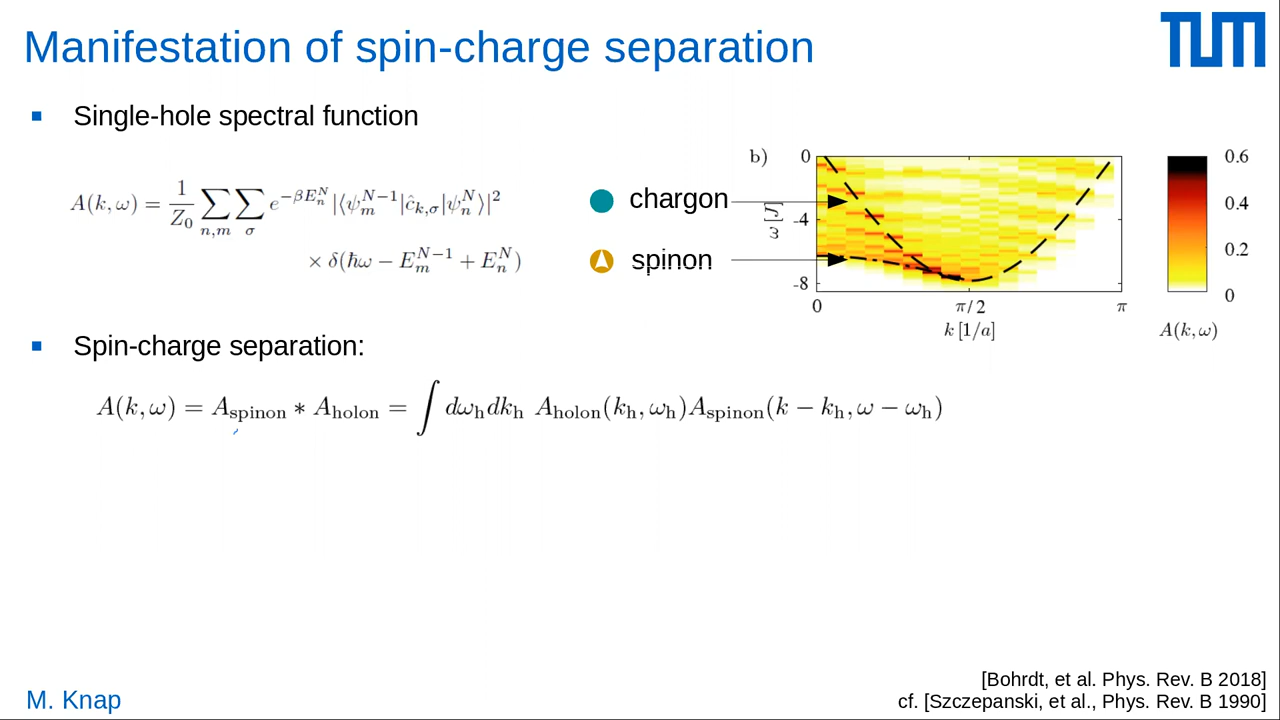 Manifestation of spin-charge separation
TUM
Single-hole spectral function
A(k, ω) = 1/Z₀ ∑_{n,m} ∑_σ e^{−βE_n^N} |⟨ψ_m^{N−1}|ĉ_{k,σ}|ψ_n^N⟩|²
× δ(ħω − E_m^{N−1} + E_n^N)
chargon
spinon
b)
0
-4
-8
ω [J]
0
π/2
π
k [1/a]
0.6
0.4
0.2
0
A(k, ω)
Spin-charge separation:
A(k, ω) = A_spinon ∗ A_holon = ∫ dω_h dk_h A_holon(k_h, ω_h)A_spinon(k − k_h, ω − ω_h)
[Bohrdt, et al. Phys. Rev. B 2018]
cf. [Szczepanski, et al., Phys. Rev. B 1990]
M. Knap